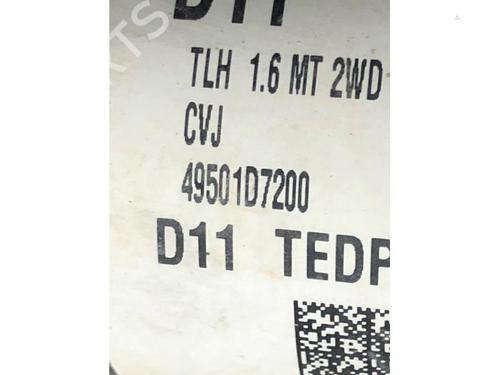 D11
TLH 1.6 MT 2WD
CVJ
49501D7200
D11 TEDP